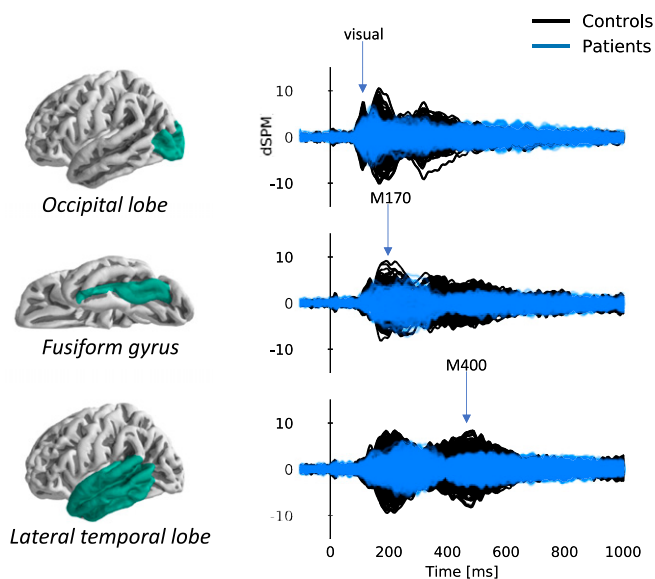 Controls
Patients
visual
10
0
-10
dSPM
Occipital lobe
M170
10
0
-10
Fusiform gyrus
M400
10
0
-10
Lateral temporal lobe
0 200 400 600 800 1000
Time [ms]